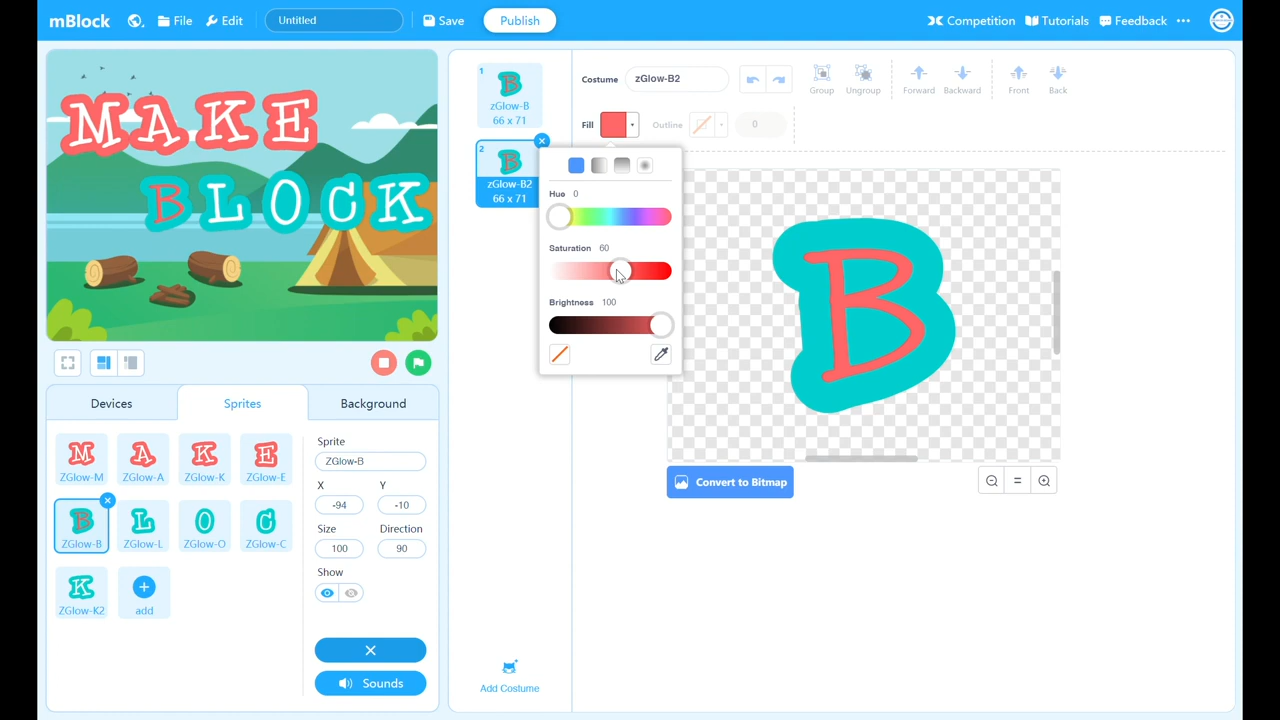 mBlock File Edit Untitled Save Publish Competition Tutorials Feedback
MAKE
BLOCK
1
zGlow-B
66 x 71
2
zGlow-B2
66 x 71
Add Costume
Costume zGlow-B2 Group Ungroup Forward Backward Front Back
Fill Outline 0
Hue 0
Saturation 60
Brightness 100
B
Convert to Bitmap
Devices Sprites Background
M A K E
ZGlow-M ZGlow-A ZGlow-K ZGlow-E
B L O C
ZGlow-B ZGlow-L ZGlow-O ZGlow-C
K
ZGlow-K2 add
Sprite
ZGlow-B
X Y
-94 -10
Size Direction
100 90
Show
Sounds